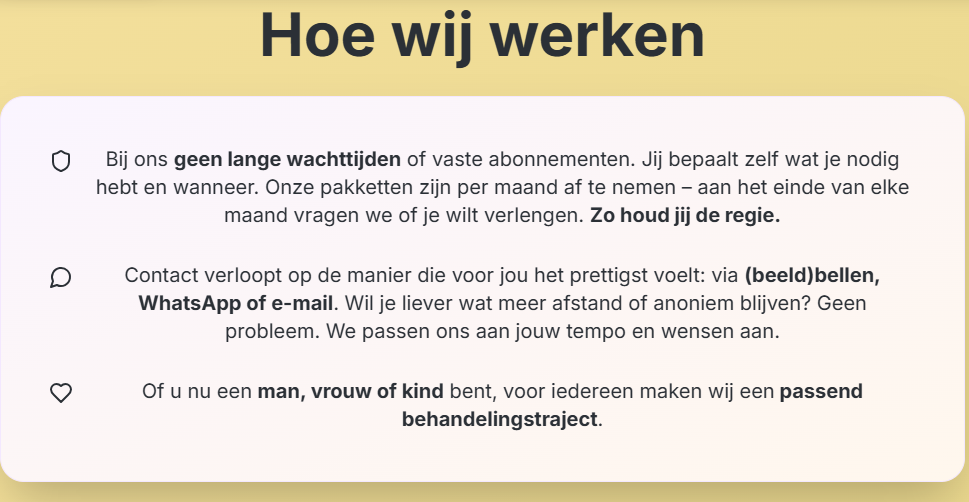 Hoe wij werken
Bij ons geen lange wachttijden of vaste abonnementen. Jij bepaalt zelf wat je nodig
hebt en wanneer. Onze pakketten zijn per maand af te nemen – aan het einde van elke
maand vragen we of je wilt verlengen. Zo houd jij de regie.
Contact verloopt op de manier die voor jou het prettigst voelt: via (beeld)bellen,
WhatsApp of e-mail. Wil je liever wat meer afstand of anoniem blijven? Geen
probleem. We passen ons aan jouw tempo en wensen aan.
Of u nu een man, vrouw of kind bent, voor iedereen maken wij een passend
behandelingstraject.